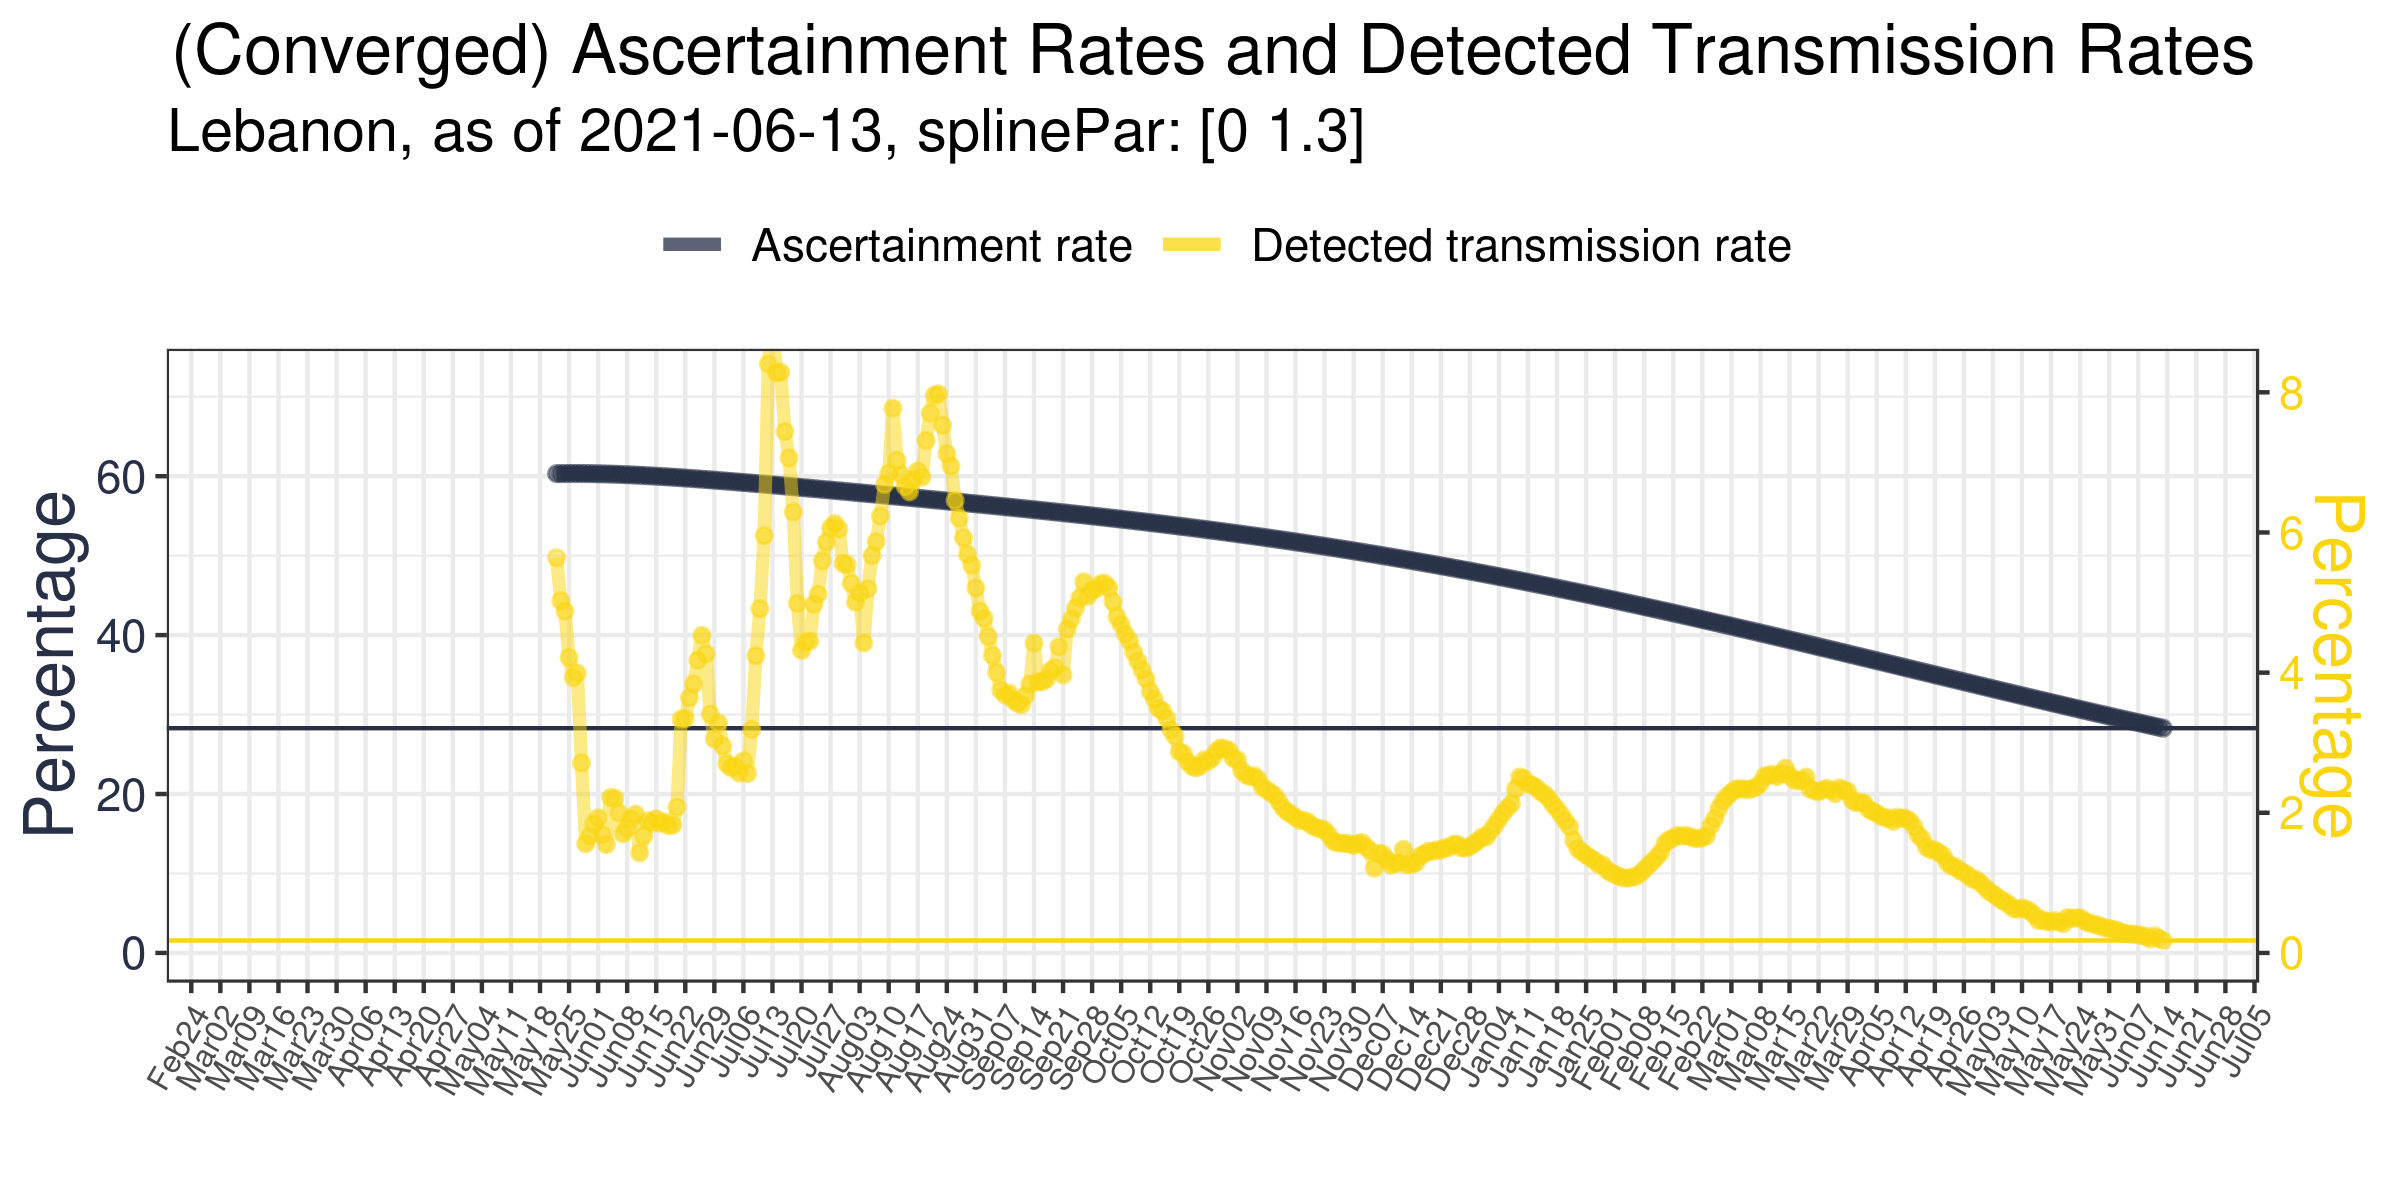 (Converged) Ascertainment Rates and Detected Transmission Rates
Lebanon, as of 2021-06-13, splinePar: [0 1.3]
Ascertainment rate
Detected transmission rate
Percentage
60
40
20
0
8
6
4
2
0
Percentage
Feb24
Mar02
Mar09
Mar16
Mar23
Mar30
Apr06
Apr13
Apr20
Apr27
May04
May11
May18
May25
Jun01
Jun08
Jun15
Jun22
Jun29
Jul06
Jul13
Jul20
Jul27
Aug03
Aug10
Aug17
Aug24
Aug31
Sep07
Sep14
Sep21
Sep28
Oct05
Oct12
Oct19
Oct26
Nov02
Nov09
Nov16
Nov23
Nov30
Dec07
Dec14
Dec21
Dec28
Jan04
Jan11
Jan18
Jan25
Feb01
Feb08
Feb15
Feb22
Mar01
Mar08
Mar15
Mar22
Mar29
Apr05
Apr12
Apr19
Apr26
May03
May10
May17
May24
May31
Jun07
Jun14
Jun21
Jun28
Jul05